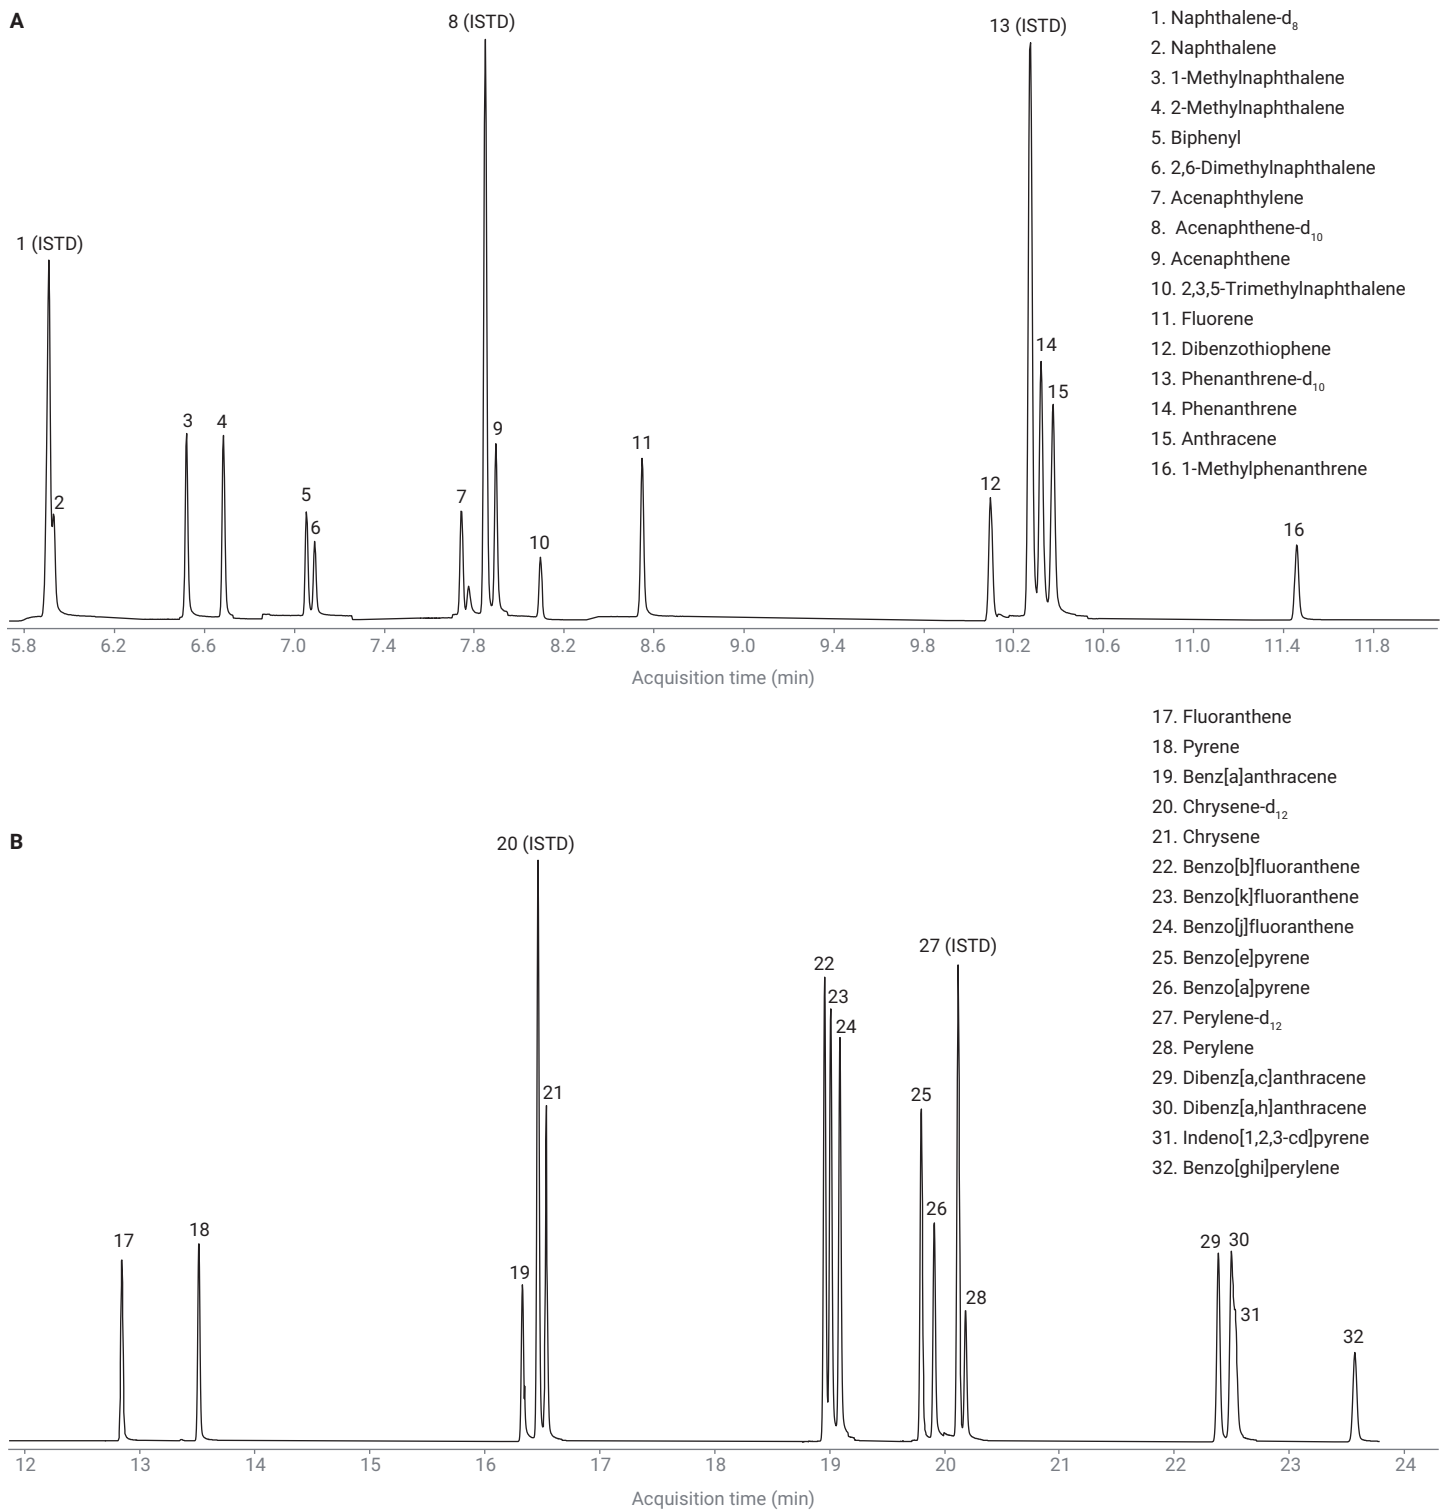 A
8 (ISTD)
13 (ISTD)
1 (ISTD)
2
3
4
5
6
7
9
10
11
12
14
15
16
1. Naphthalene-d8
2. Naphthalene
3. 1-Methylnaphthalene
4. 2-Methylnaphthalene
5. Biphenyl
6. 2,6-Dimethylnaphthalene
7. Acenaphthylene
8. Acenaphthene-d10
9. Acenaphthene
10. 2,3,5-Trimethylnaphthalene
11. Fluorene
12. Dibenzothiophene
13. Phenanthrene-d10
14. Phenanthrene
15. Anthracene
16. 1-Methylphenanthrene
5.8 6.2 6.6 7.0 7.4 7.8 8.2 8.6 9.0 9.4 9.8 10.2 10.6 11.0 11.4 11.8
Acquisition time (min)
B
20 (ISTD)
27 (ISTD)
17
18
19
21
22
23
24
25
26
28
29
30
31
32
17. Fluoranthene
18. Pyrene
19. Benz[a]anthracene
20. Chrysene-d12
21. Chrysene
22. Benzo[b]fluoranthene
23. Benzo[k]fluoranthene
24. Benzo[j]fluoranthene
25. Benzo[e]pyrene
26. Benzo[a]pyrene
27. Perylene-d12
28. Perylene
29. Dibenz[a,c]anthracene
30. Dibenz[a,h]anthracene
31. Indeno[1,2,3-cd]pyrene
32. Benzo[ghi]perylene
12 13 14 15 16 17 18 19 20 21 22 23 24
Acquisition time (min)